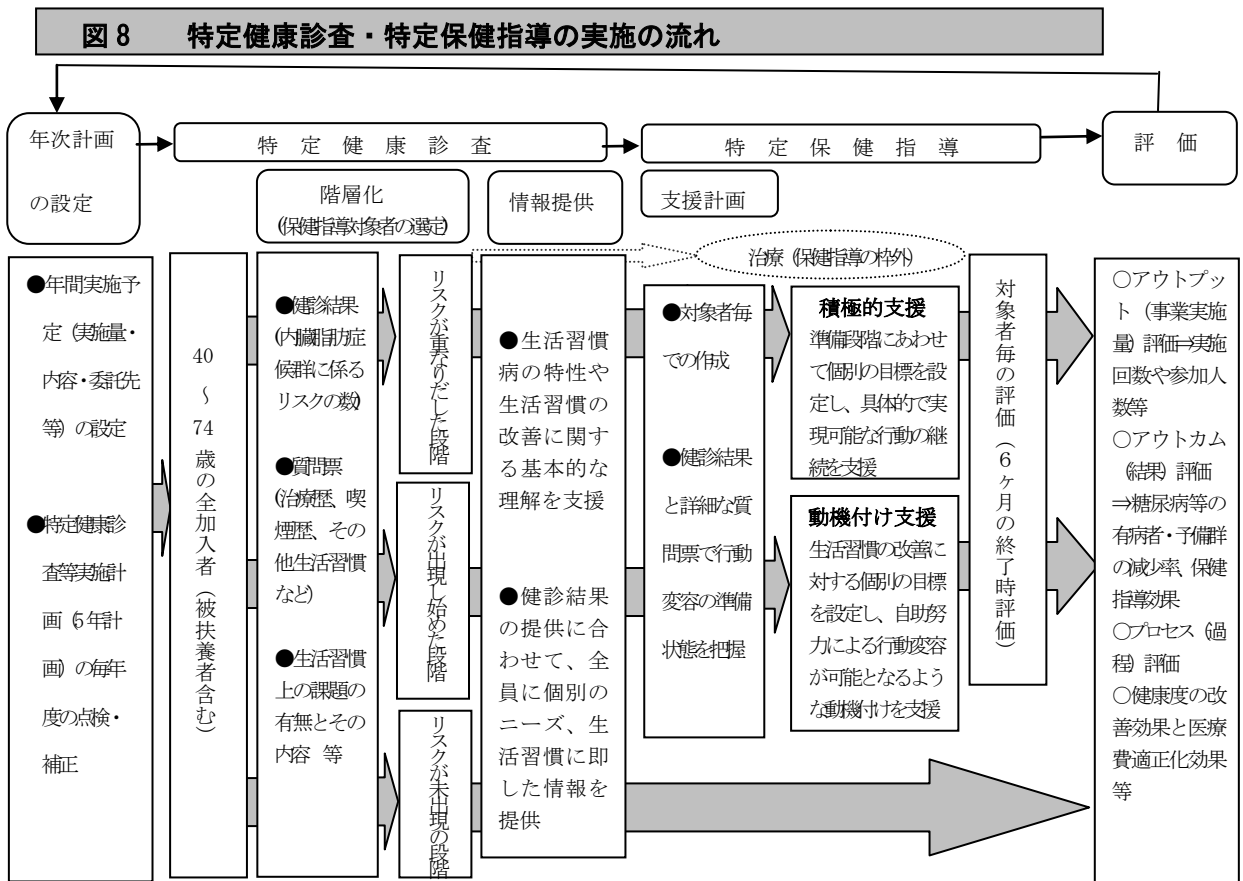 図8 特定健康診査・特定保健指導の実施の流れ
年次計画
の設定
特定健康診査
特定保健指導
評価
階層化
(保健指導対象者の選定)
情報提供
支援計画
治療(保健指導の枠外)
●年間実施予
定(実施量・
内容・委託先
等)の設定
●特定健康診
査等実施計
画(5年計
画)の毎年
度の点検・
補正
40~74歳の全加入者(被扶養者含む)
●健診結果
(内臓脂肪症
候群に係る
リスクの数)
●質問票
(治療歴、喫
煙歴、その
他生活習慣
など)
●生活習慣
上の課題の
有無とその
内容 等
リスクが重なりだした段階
リスクが出現し始めた段階
リスクが未出現の段階
●生活習慣
病の特性や
生活習慣の
改善に関す
る基本的な
理解を支援
●健診結果
の提供に合
わせて、全
員に個別の
ニーズ、生
活習慣に即
した情報を
提供
●対象者毎
での作成
●健診結果
と詳細な質
問票で行動
変容の準備
状態を把握
積極的支援
準備段階にあわせ
て個別の目標を設
定し、具体的で実
現可能な行動の継
続を支援
動機付け支援
生活習慣の改善に
対する個別の目標
を設定し、自助努
力による行動変容
が可能となるよう
な動機付けを支援
対象者毎の評価(6ヶ月の終了時評価)
○アウトプッ
ト(事業実施
量)評価⇒実施
回数や参加人
数等
○アウトカム
(結果)評価
⇒糖尿病等の
有病者・予備群
の減少率、保健
指導効果
○プロセス(過
程)評価
○健康度の改
善効果と医療
費適正化効果
等